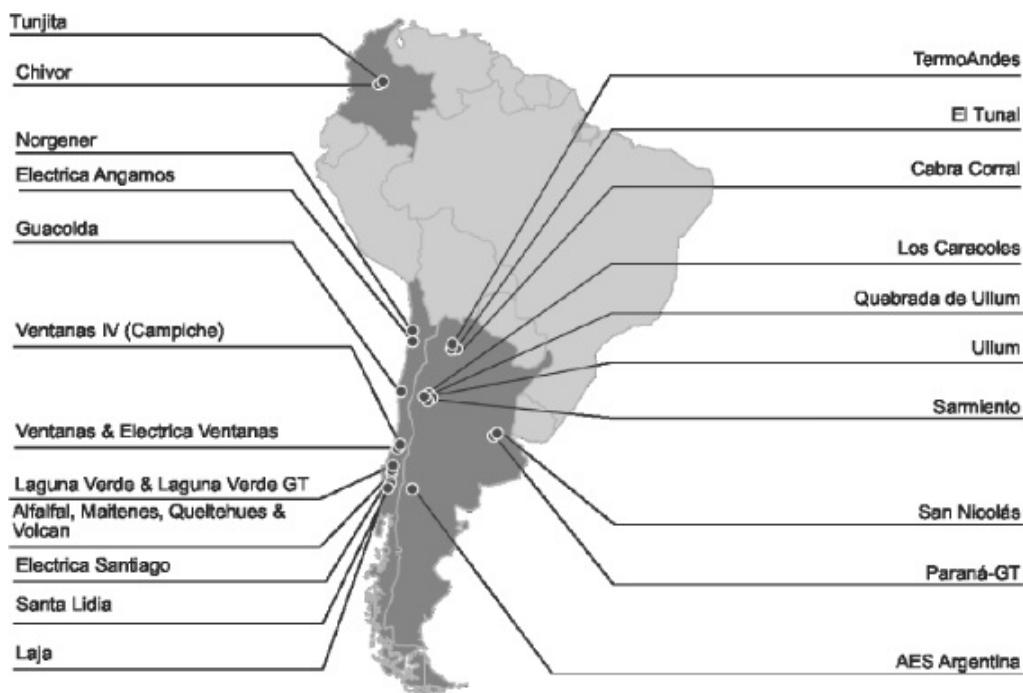 Tunjita
Chivor
Norgener
Electrica Angamos
Guacolda
Ventanas IV (Campiche)
Ventanas & Electrica Ventanas
Laguna Verde & Laguna Verde GT
Alfalfal, Maitenes, Queltehues &
Volcan
Electrica Santiago
Santa Lidia
Laja
TermoAndes
El Tunal
Cabra Corral
Los Caracoles
Quebrada de Ullum
Ullum
Sarmiento
San Nicolás
Paraná-GT
AES Argentina